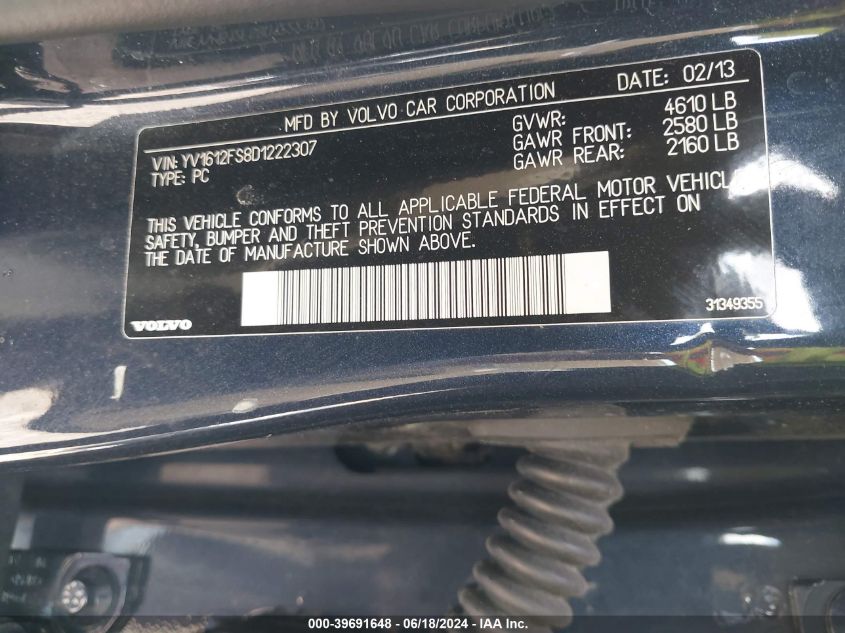 MFD BY VOLVO CAR CORPORATION DATE: 02/13
VIN: YV1612FS8D1222307
TYPE: PC
GVWR: 4610 LB
GAWR FRONT: 2580 LB
GAWR REAR: 2160 LB
THIS VEHICLE CONFORMS TO ALL APPLICABLE FEDERAL MOTOR VEHICLE
SAFETY, BUMPER AND THEFT PREVENTION STANDARDS IN EFFECT ON
THE DATE OF MANUFACTURE SHOWN ABOVE.
VOLVO
31349355
000-39691648 - 06/18/2024 - IAA Inc.